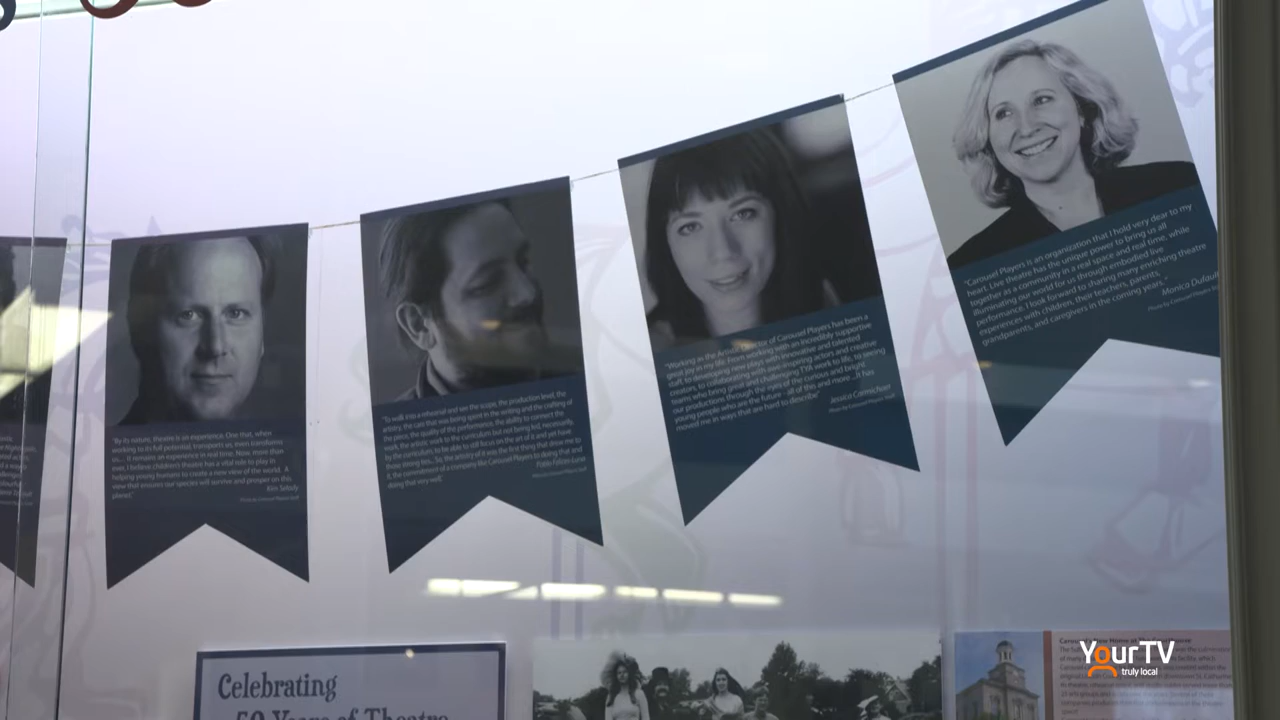 "By its nature, theatre is an experience. One that, when
working to its full potential, transports us, even transforms
us... It remains an experience in real time. Now, more than
ever, I believe children's theatre has a vital role to play in
helping young humans to create a new view of the world. A
view that ensures our species will survive and prosper on this
planet."
Kim Selody
"To walk into a rehearsal and see the scope, the production level, the
artistry, the care that was being spent in the writing and the crafting of
the piece, the quality of the performance, the ability to connect the
work, the artistic work to the curriculum but not being led, necessarily,
by the curriculum, to be able to still focus on the art of it and yet have
those strong ties.. So, the artistry of it was the first thing that drew me to
it, the commitment of a company like Carousel Players to doing that and
doing that very well."
"Working as the Artistic Director of Carousel Players has been a
great joy in my life. From working with an incredibly supportive
staff, to developing new plays with innovative and talented
creators, to collaborating with awe-inspiring actors and creative
teams who bring great and challenging TYA work to life, to seeing
our productions through the eyes of the curious and bright
young people who are the future - all of this and more ...It has
moved me in ways that are hard to describe"
Jessica Carmichael
"Carousel Players is an organization that I hold very dear to my
heart. Live theatre has the unique power to bring us all
together as a community in a real space and real time, while
illuminating our world for us through embodied story and
performance. I look forward to sharing many enriching theatre
experiences with children, their teachers, parents,
grandparents, and caregivers in the coming years."
Monica Dufault
Celebrating
50 Years of Theatre
YourTV
truly local